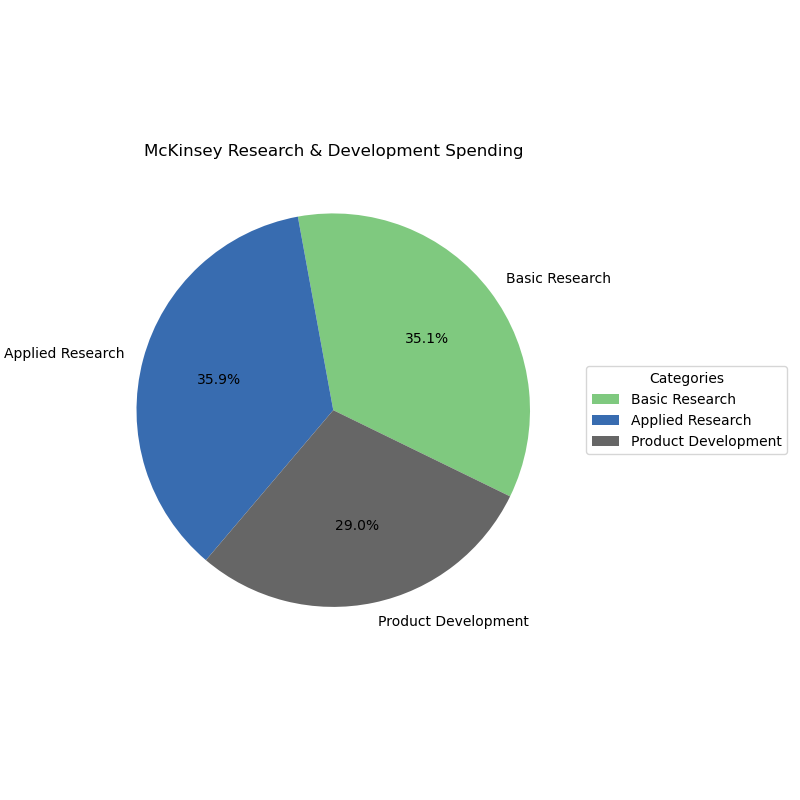 McKinsey Research & Development Spending
Basic Research
35.1%
Applied Research
35.9%
29.0%
Product Development
Categories
Basic Research
Applied Research
Product Development